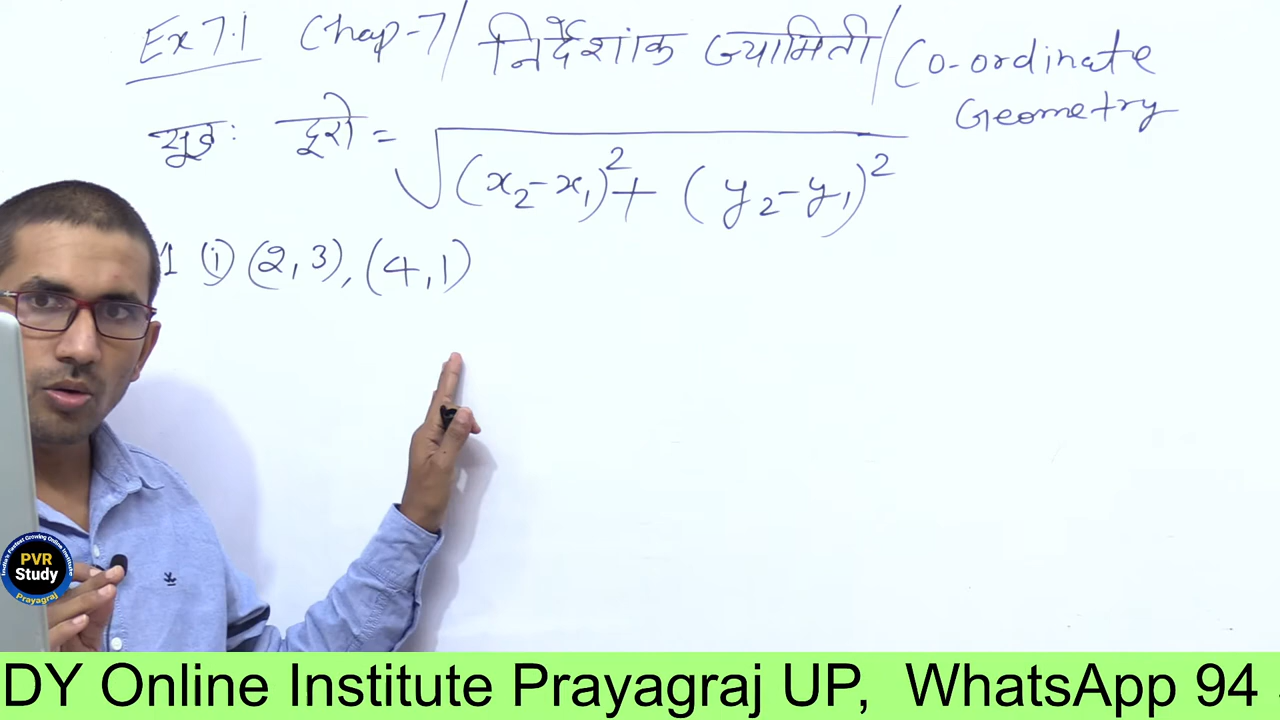 Ex 7.1 Chap-7/ निर्देशांक ज्यामिती/ Co-ordinate
Geometry
सूत्र: दूरी = √(x₂-x₁)²+ (y₂-y₁)²
1 (i) (2,3), (4,1)
PVR
Study
Prayagraj
DY Online Institute Prayagraj UP, WhatsApp 94